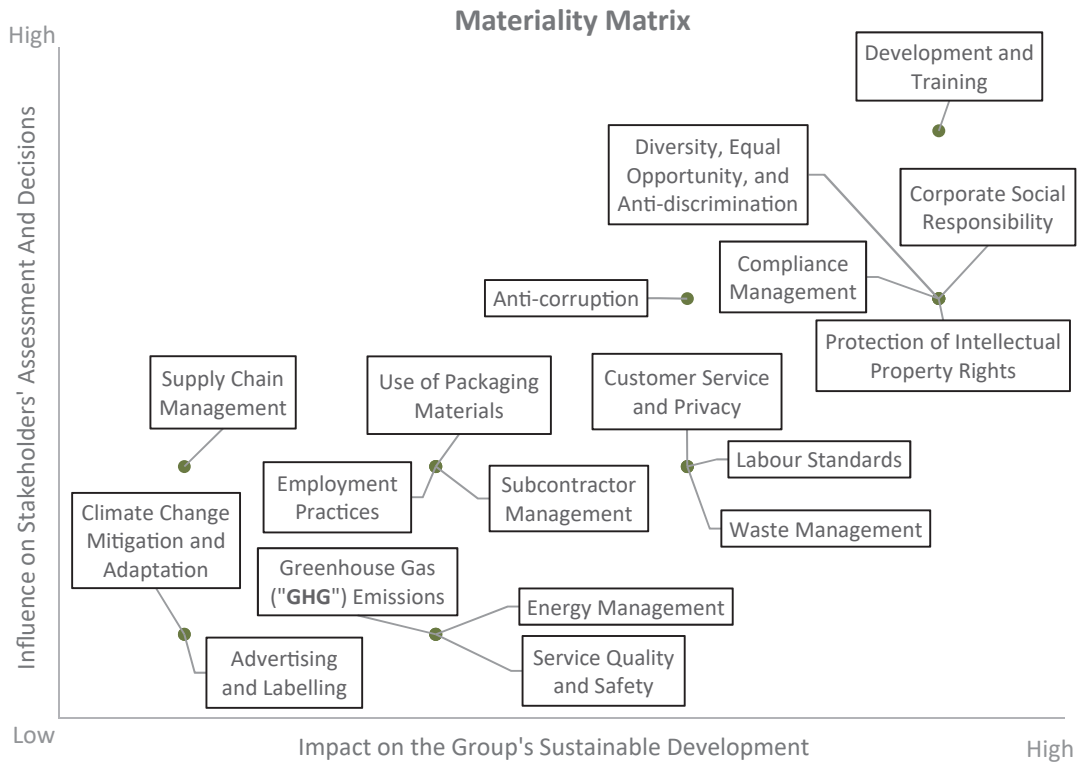 Materiality Matrix
High
Influence on Stakeholders' Assessment And Decisions
Development and
Training
Diversity, Equal
Opportunity, and
Anti-discrimination
Corporate Social
Responsibility
Compliance
Management
Anti-corruption
Protection of Intellectual
Property Rights
Supply Chain
Management
Use of Packaging
Materials
Customer Service
and Privacy
Labour Standards
Employment
Practices
Subcontractor
Management
Climate Change
Mitigation and
Adaptation
Waste Management
Greenhouse Gas
("GHG") Emissions
Energy Management
Advertising
and Labelling
Service Quality
and Safety
Low
Impact on the Group's Sustainable Development
High